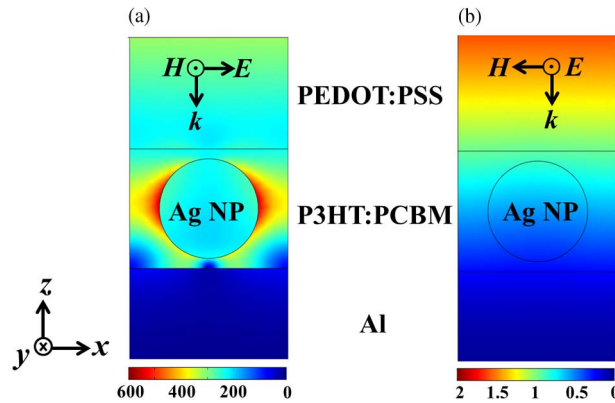 (a)
(b)
H E
k
PEDOT:PSS
H E
k
Ag NP
P3HT:PCBM
Ag NP
z
y x
Al
600 400 200 0
2 1.5 1 0.5 0